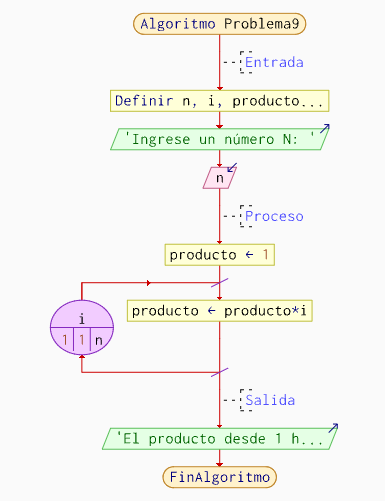 Algoritmo Problema9
Entrada
Definir n, i, producto...
'Ingrese un número N: '
n
Proceso
producto ← 1
i
1 1 n
producto ← producto*i
Salida
'El producto desde 1 h...
FinAlgoritmo